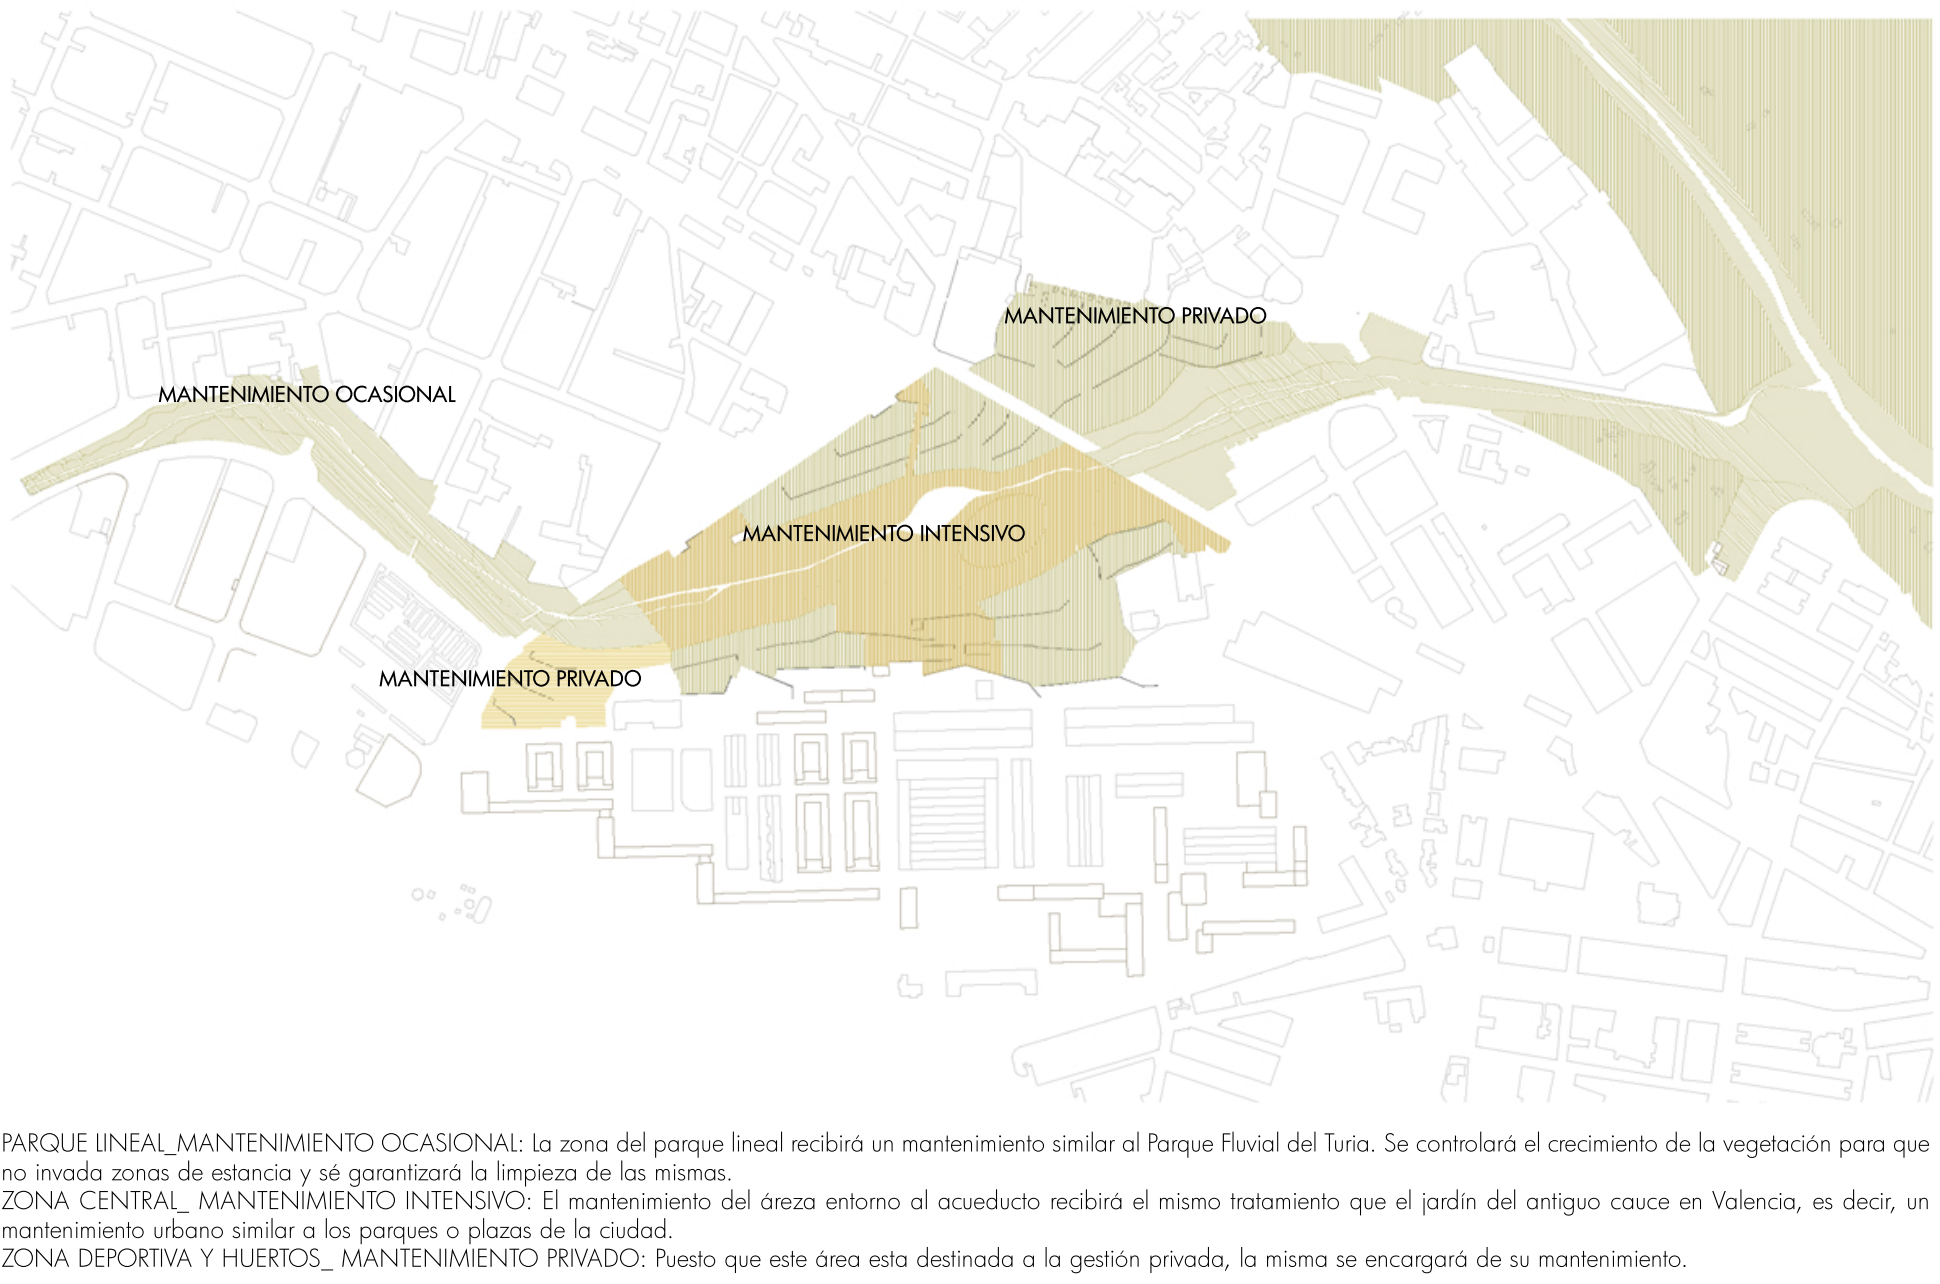 MANTENIMIENTO PRIVADO
MANTENIMIENTO OCASIONAL
MANTENIMIENTO INTENSIVO
MANTENIMIENTO PRIVADO
PARQUE LINEAL_MANTENIMIENTO OCASIONAL: La zona del parque lineal recibirá un mantenimiento similar al Parque Fluvial del Turia. Se controlará el crecimiento de la vegetación para que
no invada zonas de estancia y sé garantizará la limpieza de las mismas.
ZONA CENTRAL_ MANTENIMIENTO INTENSIVO: El mantenimiento del áreza entorno al acueducto recibirá el mismo tratamiento que el jardín del antiguo cauce en Valencia, es decir, un
mantenimiento urbano similar a los parques o plazas de la ciudad.
ZONA DEPORTIVA Y HUERTOS_ MANTENIMIENTO PRIVADO: Puesto que este área esta destinada a la gestión privada, la misma se encargará de su mantenimiento.